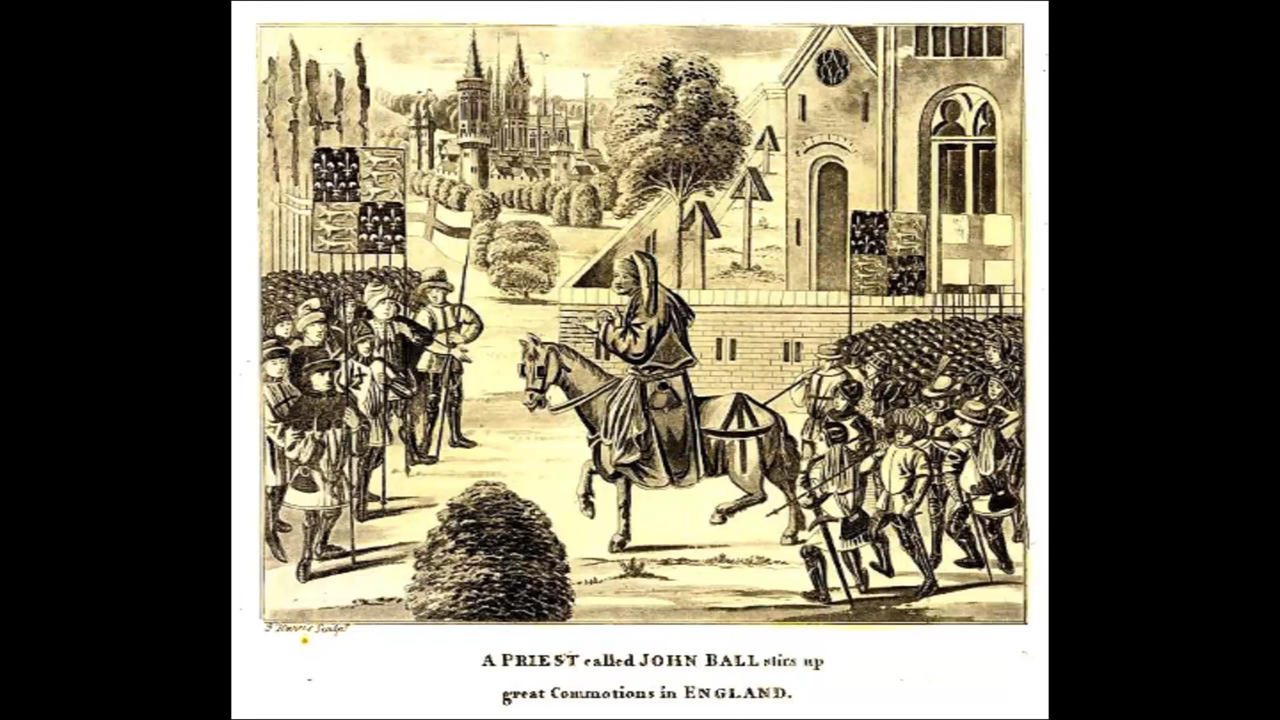 A PRIEST called JOHN BALL stirs up
great Commotions in ENGLAND.